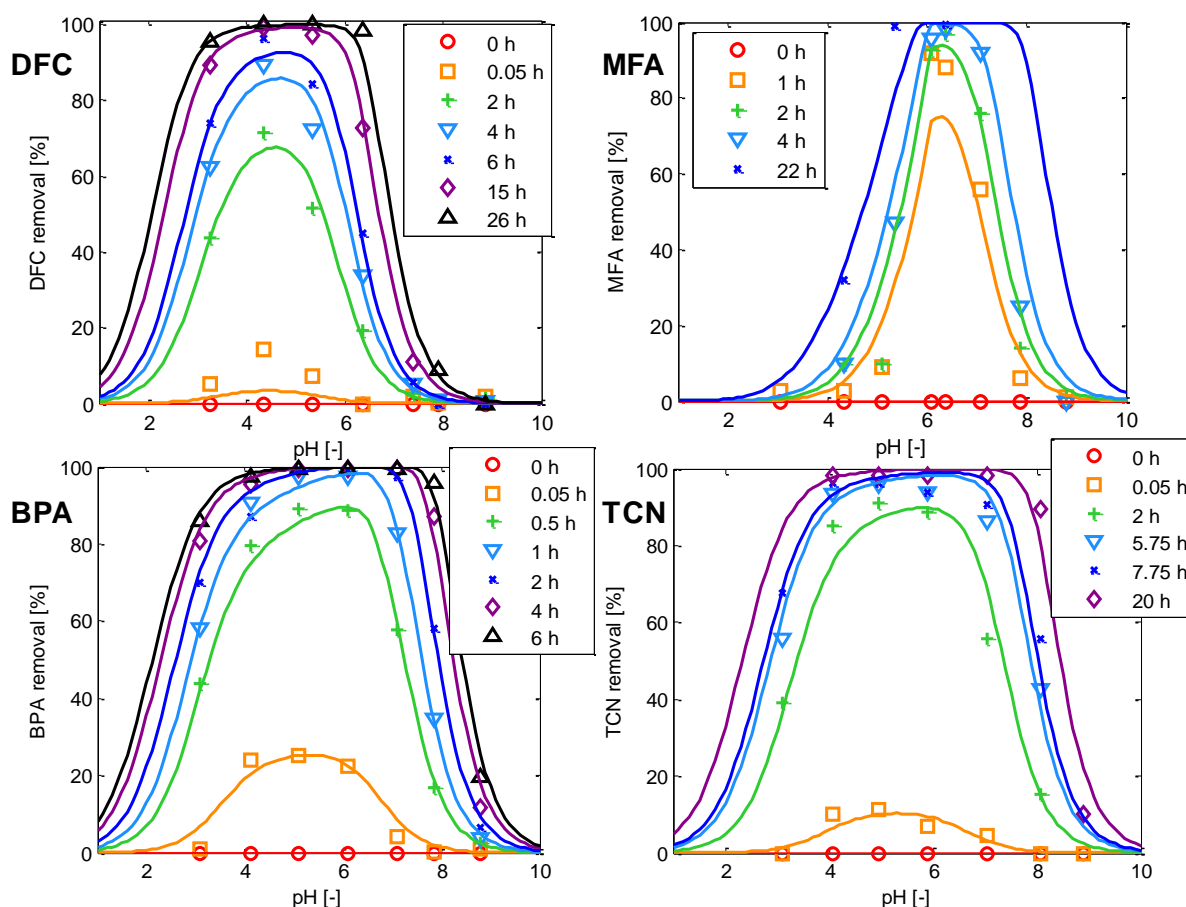 DFC
DFC removal [%]
100
80
60
40
20
0
2
4
6
8
10
pH [-]
0 h
0.05 h
2 h
4 h
6 h
15 h
26 h
MFA
MFA removal [%]
100
80
60
40
20
0
2
4
6
8
10
pH [-]
0 h
1 h
2 h
4 h
22 h
BPA
BPA removal [%]
100
80
60
40
20
0
2
4
6
8
10
pH [-]
0 h
0.05 h
0.5 h
1 h
2 h
4 h
6 h
TCN
TCN removal [%]
100
80
60
40
20
0
2
4
6
8
10
pH [-]
0 h
0.05 h
2 h
5.75 h
7.75 h
20 h